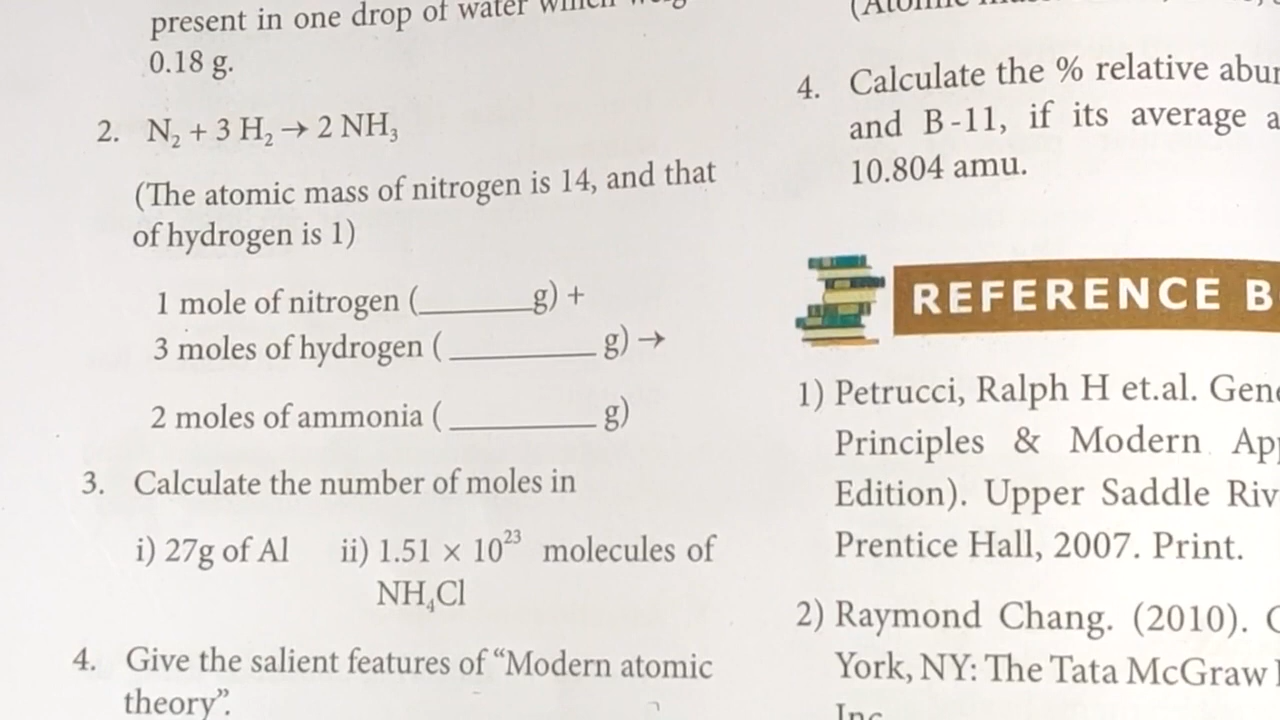 present in one drop of water
0.18 g.
2. N₂ + 3 H₂ → 2 NH₃
(The atomic mass of nitrogen is 14, and that
of hydrogen is 1)
1 mole of nitrogen (______g) +
3 moles of hydrogen ( ________ g) →
2 moles of ammonia ( ________ g)
3. Calculate the number of moles in
i) 27g of Al ii) 1.51 × 10²³ molecules of
NH₄Cl
4. Give the salient features of “Modern atomic
theory”.
4. Calculate the % relative
and B-11, if its average
10.804 amu.
REFERENCE B
1) Petrucci, Ralph H et.al.
Principles & Modern
Edition). Upper Saddle
Prentice Hall, 2007. Print.
2) Raymond Chang. (2010).
York, NY: The Tata McGraw